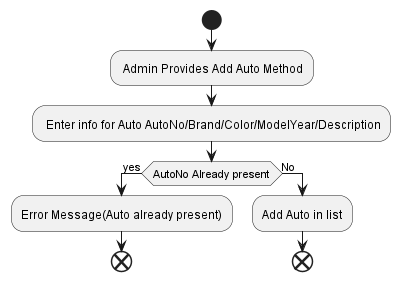 Admin Provides Add Auto Method
Enter info for Auto AutoNo/Brand/Color/ModelYear/Description
yes
AutoNo Already present
No
Error Message(Auto already present)
Add Auto in list